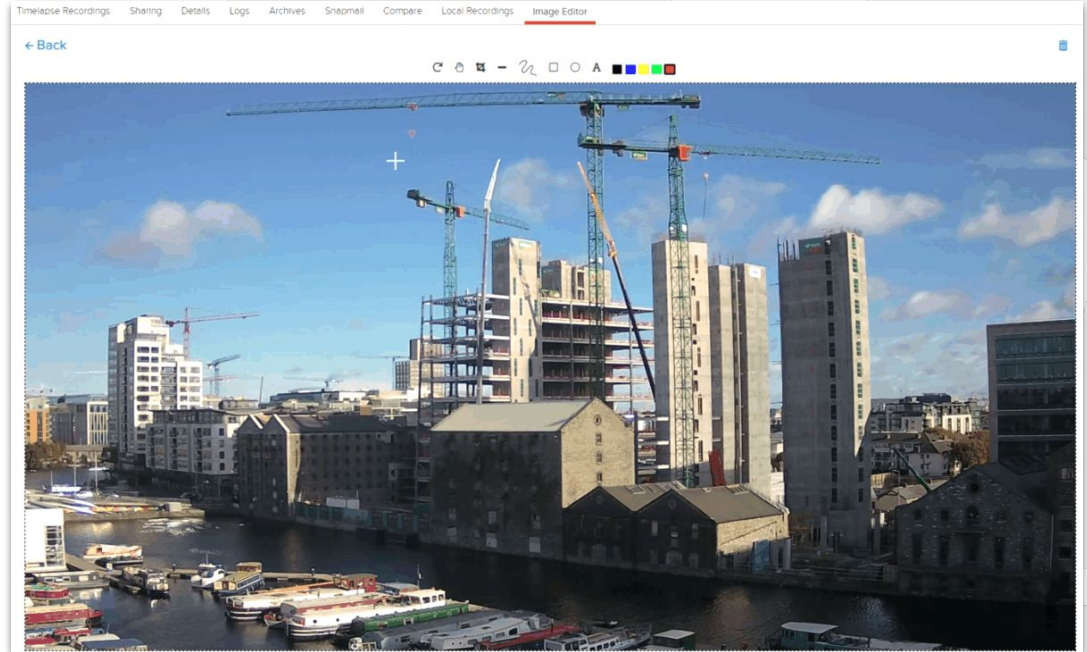 Timelapse Recordings Sharing Details Logs Archives Snapmail Compare Local Recordings Image Editor
← Back
A